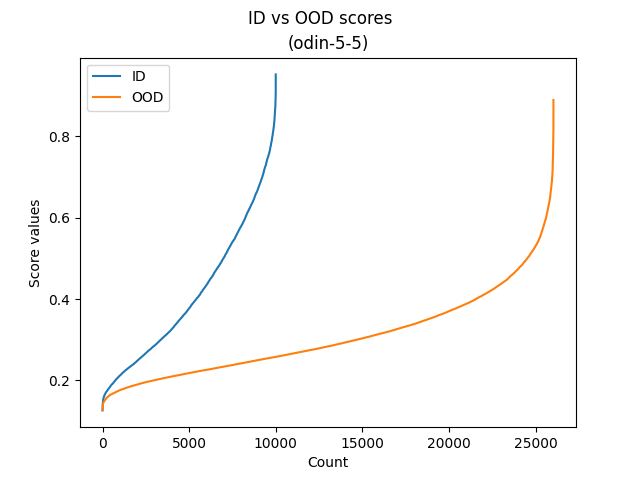 ID vs OOD scores
(odin-5-5)
ID
OOD
0.8
0.6
0.4
0.2
Score values
0 5000 10000 15000 20000 25000
Count